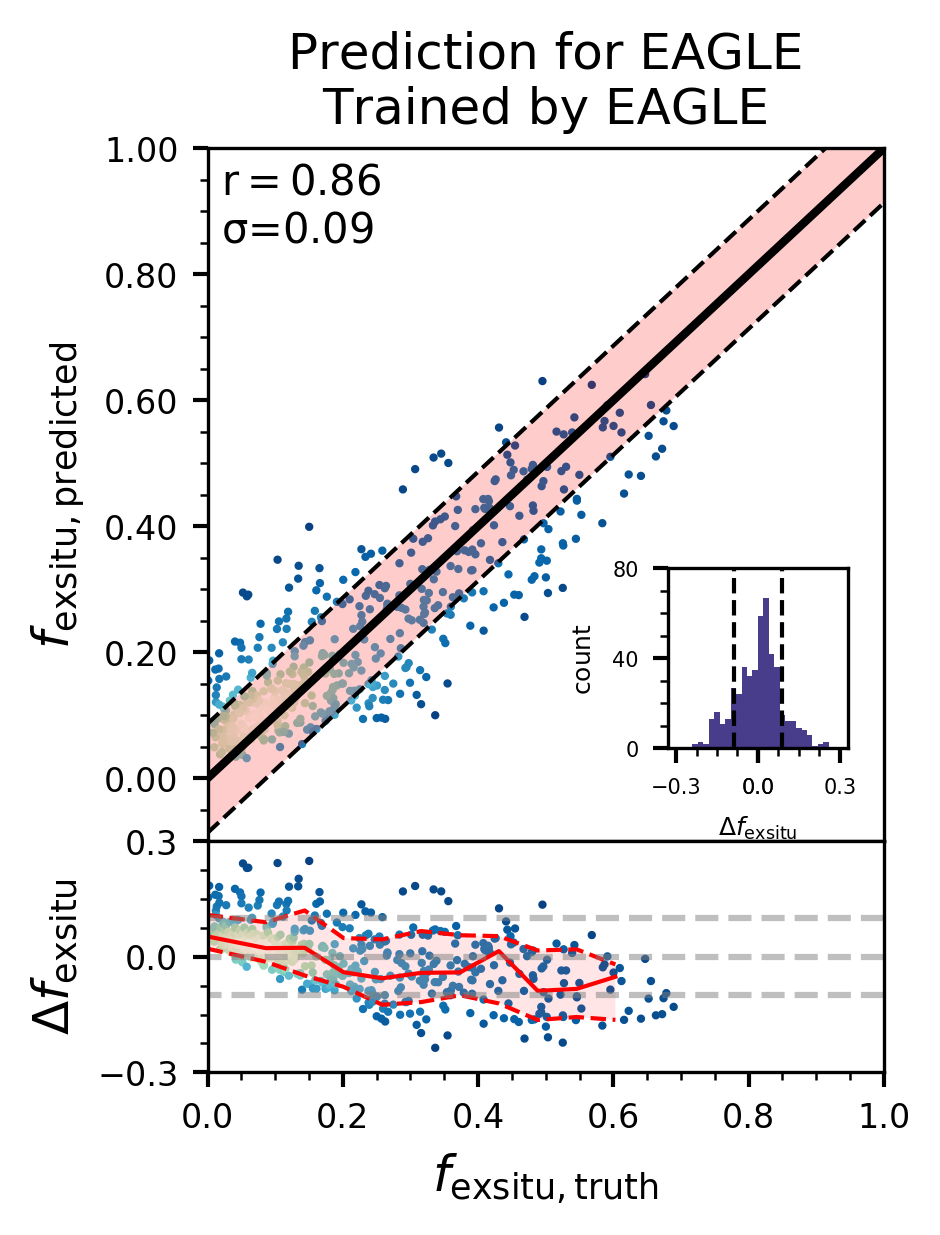 Prediction for EAGLE
Trained by EAGLE
1.00
r = 0.86
σ=0.09
0.80
f_exsitu, predicted
0.60
0.40
0.20
0.00
80
40
0
count
−0.3
0.0
0.3
Δf_exsitu
0.3
0.0
−0.3
Δf_exsitu
0.0
0.2
0.4
0.6
0.8
1.0
f_exsitu, truth